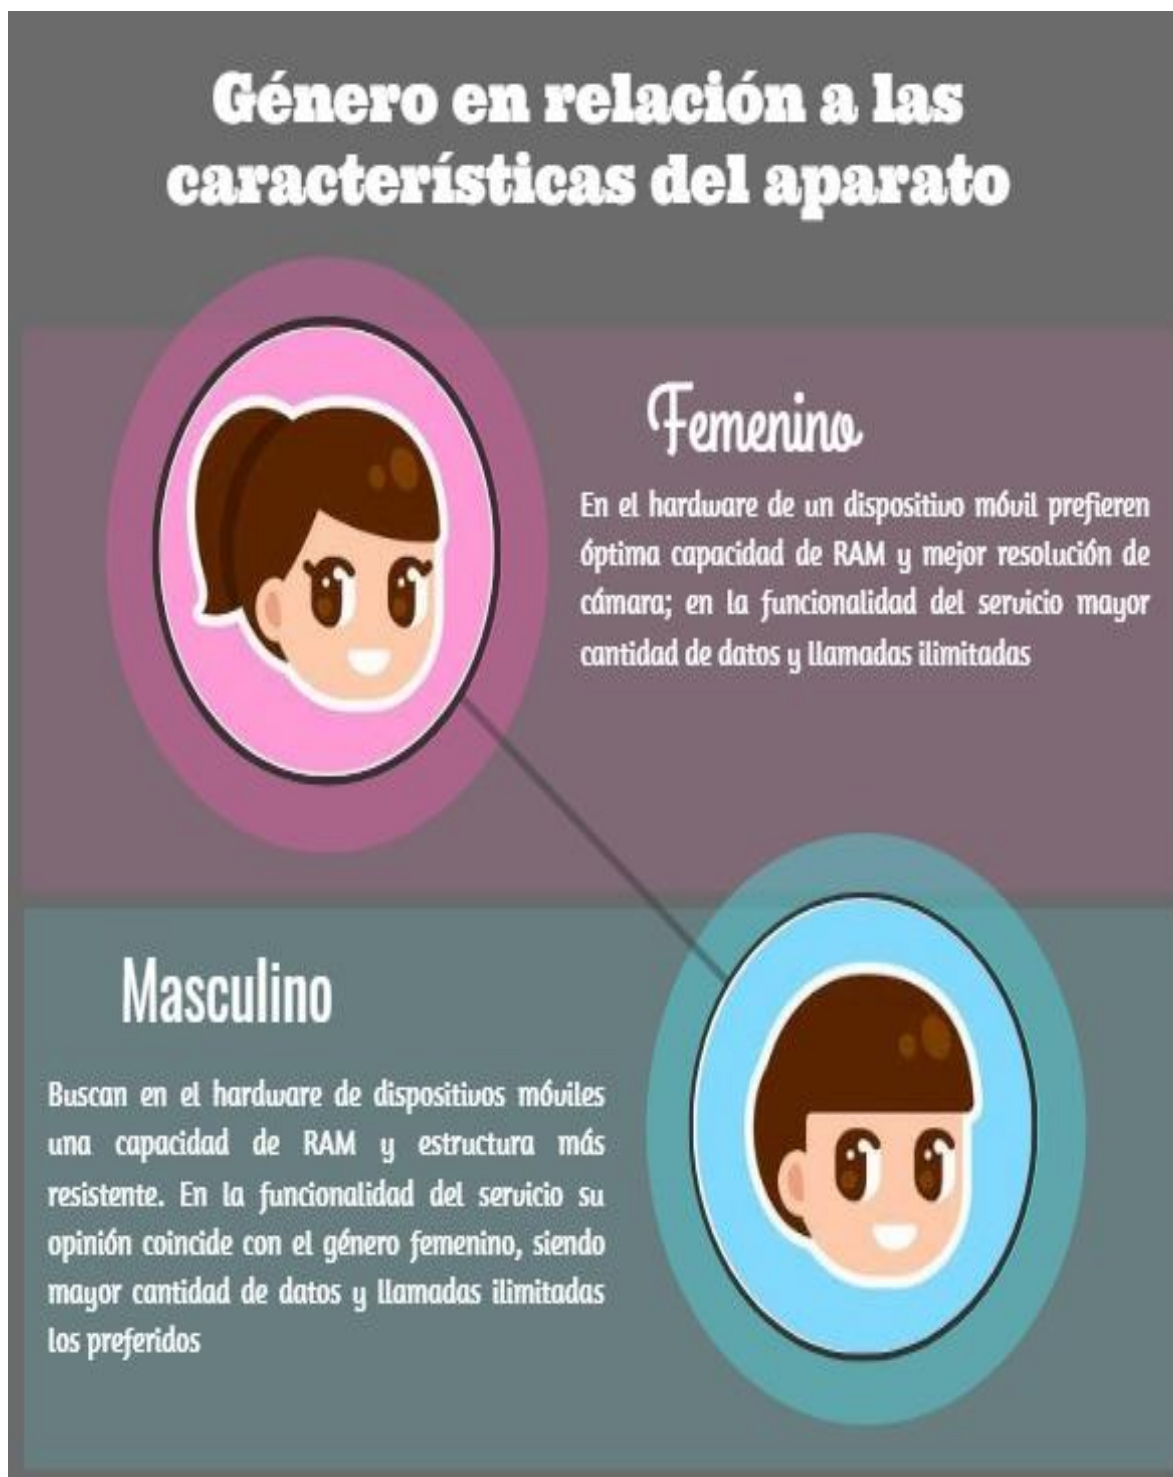 Género en relación a las
características del aparato
Femenino
En el hardware de un dispositivo móvil prefieren
óptima capacidad de RAM y mejor resolución de
cámara; en la funcionalidad del servicio mayor
cantidad de datos y llamadas ilimitadas
Masculino
Buscan en el hardware de dispositivos móviles
una capacidad de RAM y estructura más
resistente. En la funcionalidad del servicio su
opinión coincide con el género femenino, siendo
mayor cantidad de datos y llamadas ilimitadas
los preferidos